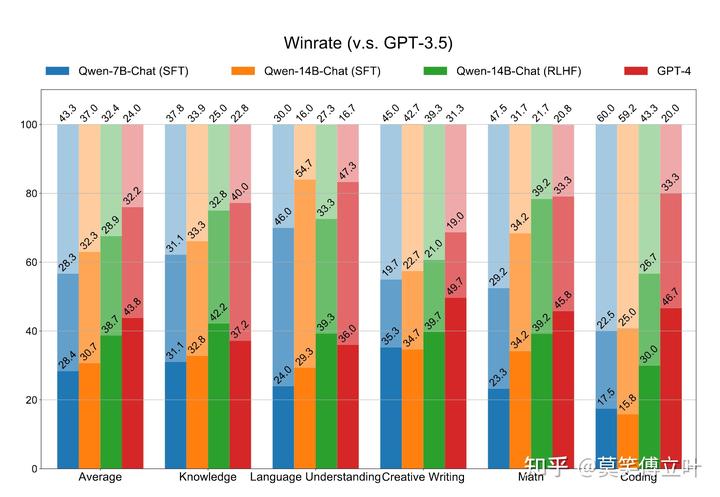 Winrate (v.s. GPT-3.5)
Qwen-7B-Chat (SFT) Qwen-14B-Chat (SFT) Qwen-14B-Chat (RLHF) GPT-4
43.3 37.0 32.4 24.0 37.8 33.9 25.0 22.8 30.0 16.0 27.3 16.7 45.0 42.7 39.3 31.3 47.5 31.7 21.7 20.8 60.0 59.2 43.3 20.0
28.3 32.3 28.9 32.2 31.1 33.3 32.8 40.0 46.0 54.7 33.3 47.3 19.7 22.7 21.0 19.0 29.2 34.2 39.2 33.3 22.5 25.0 26.7 33.3
28.4 30.7 38.7 43.8 31.1 32.8 42.2 37.2 24.0 29.3 39.3 36.0 35.3 34.7 39.7 49.7 23.3 34.2 39.2 45.8 17.5 15.8 30.0 46.7
100
80
60
40
20
0
Average Knowledge Language Understanding Creative Writing Math Coding
知乎 @莫笑傅立叶